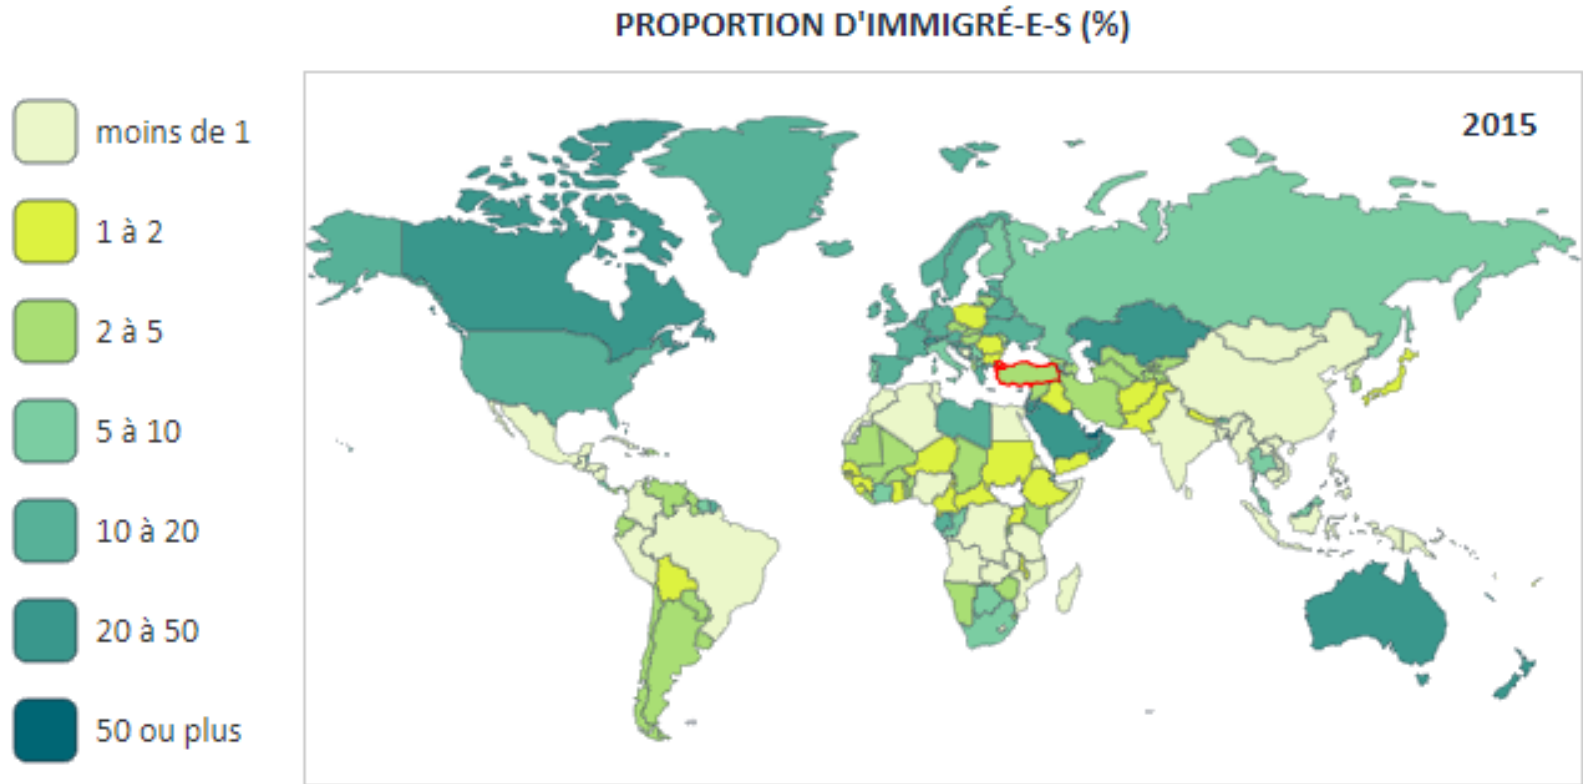 PROPORTION D'IMMIGRÉ-E-S (%)
2015
moins de 1
1 à 2
2 à 5
5 à 10
10 à 20
20 à 50
50 ou plus